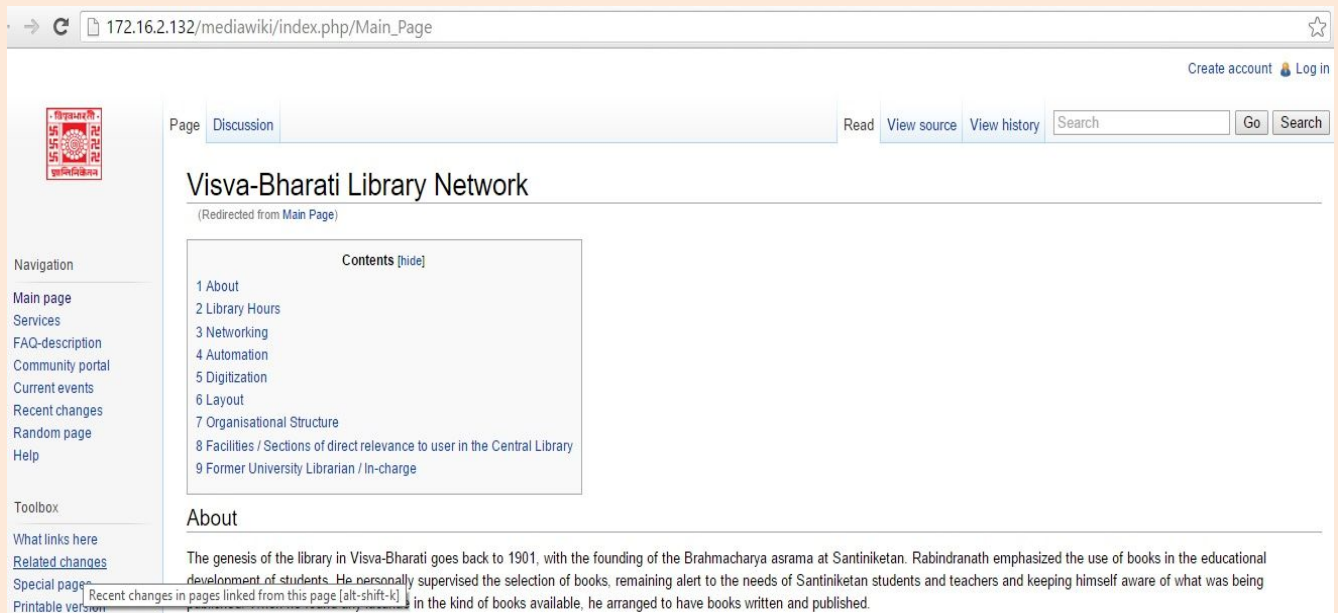 172.16.2.132/mediawiki/index.php/Main_Page
Create account Log in
विश्वभारती
Page Discussion Read View source View history Search Go Search
Visva-Bharati Library Network
(Redirected from Main Page)
Contents [hide]
1 About
2 Library Hours
3 Networking
4 Automation
5 Digitization
6 Layout
7 Organisational Structure
8 Facilities / Sections of direct relevance to user in the Central Library
9 Former University Librarian / In-charge
Navigation
Main page
Services
FAQ-description
Community portal
Current events
Recent changes
Random page
Help
Toolbox
What links here
Related changes
Special pages
Printable version
Recent changes in pages linked from this page [alt-shift-k]
About
The genesis of the library in Visva-Bharati goes back to 1901, with the founding of the Brahmacharya asrama at Santiniketan. Rabindranath emphasized the use of books in the educational
development of students. He personally supervised the selection of books, remaining alert to the needs of Santiniketan students and teachers and keeping himself aware of what was being
in the kind of books available, he arranged to have books written and published.